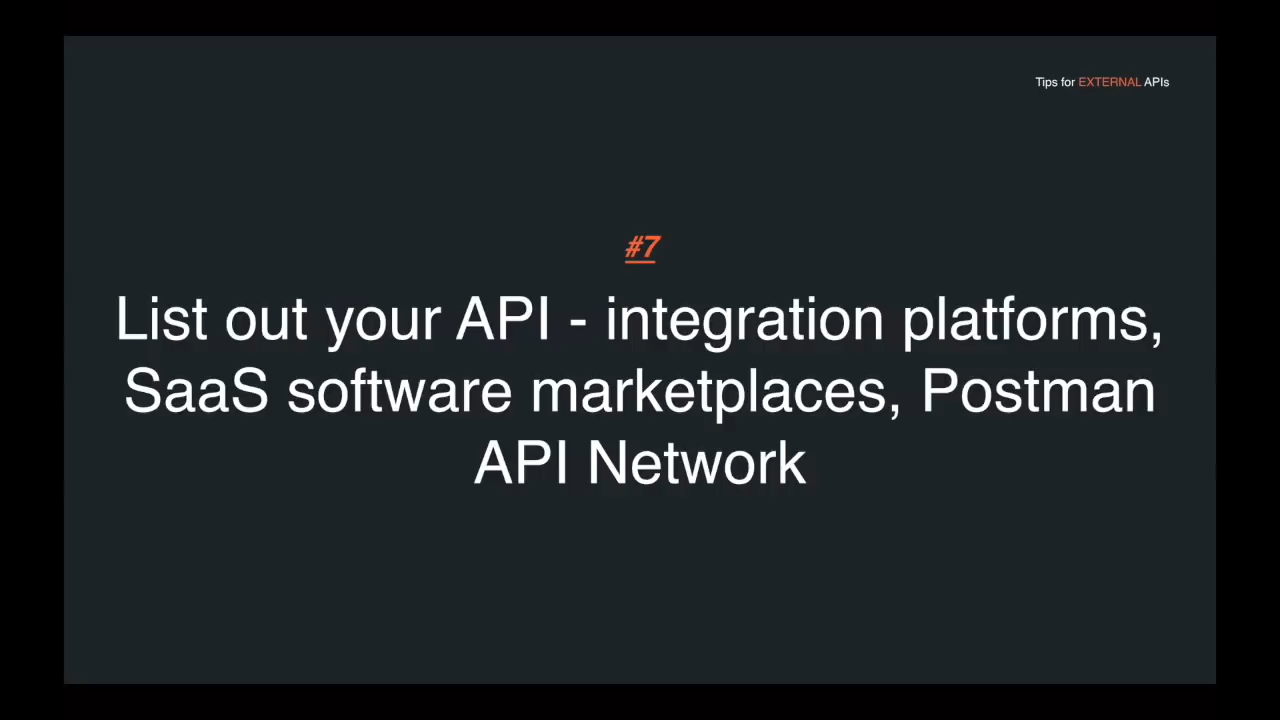 Tips for EXTERNAL APIs
#7
List out your API - integration platforms,
SaaS software marketplaces, Postman
API Network